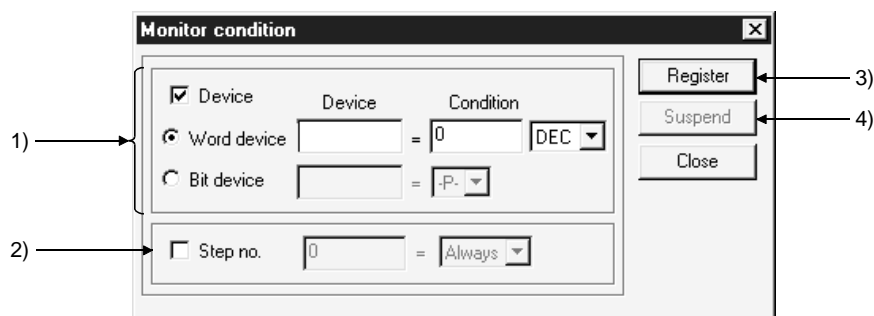 Monitor condition
Register
3)
Device
Device
Condition
Suspend
4)
1)
Word device
=
0
DEC
Close
Bit device
=
-P-
2)
Step no.
0
=
Always